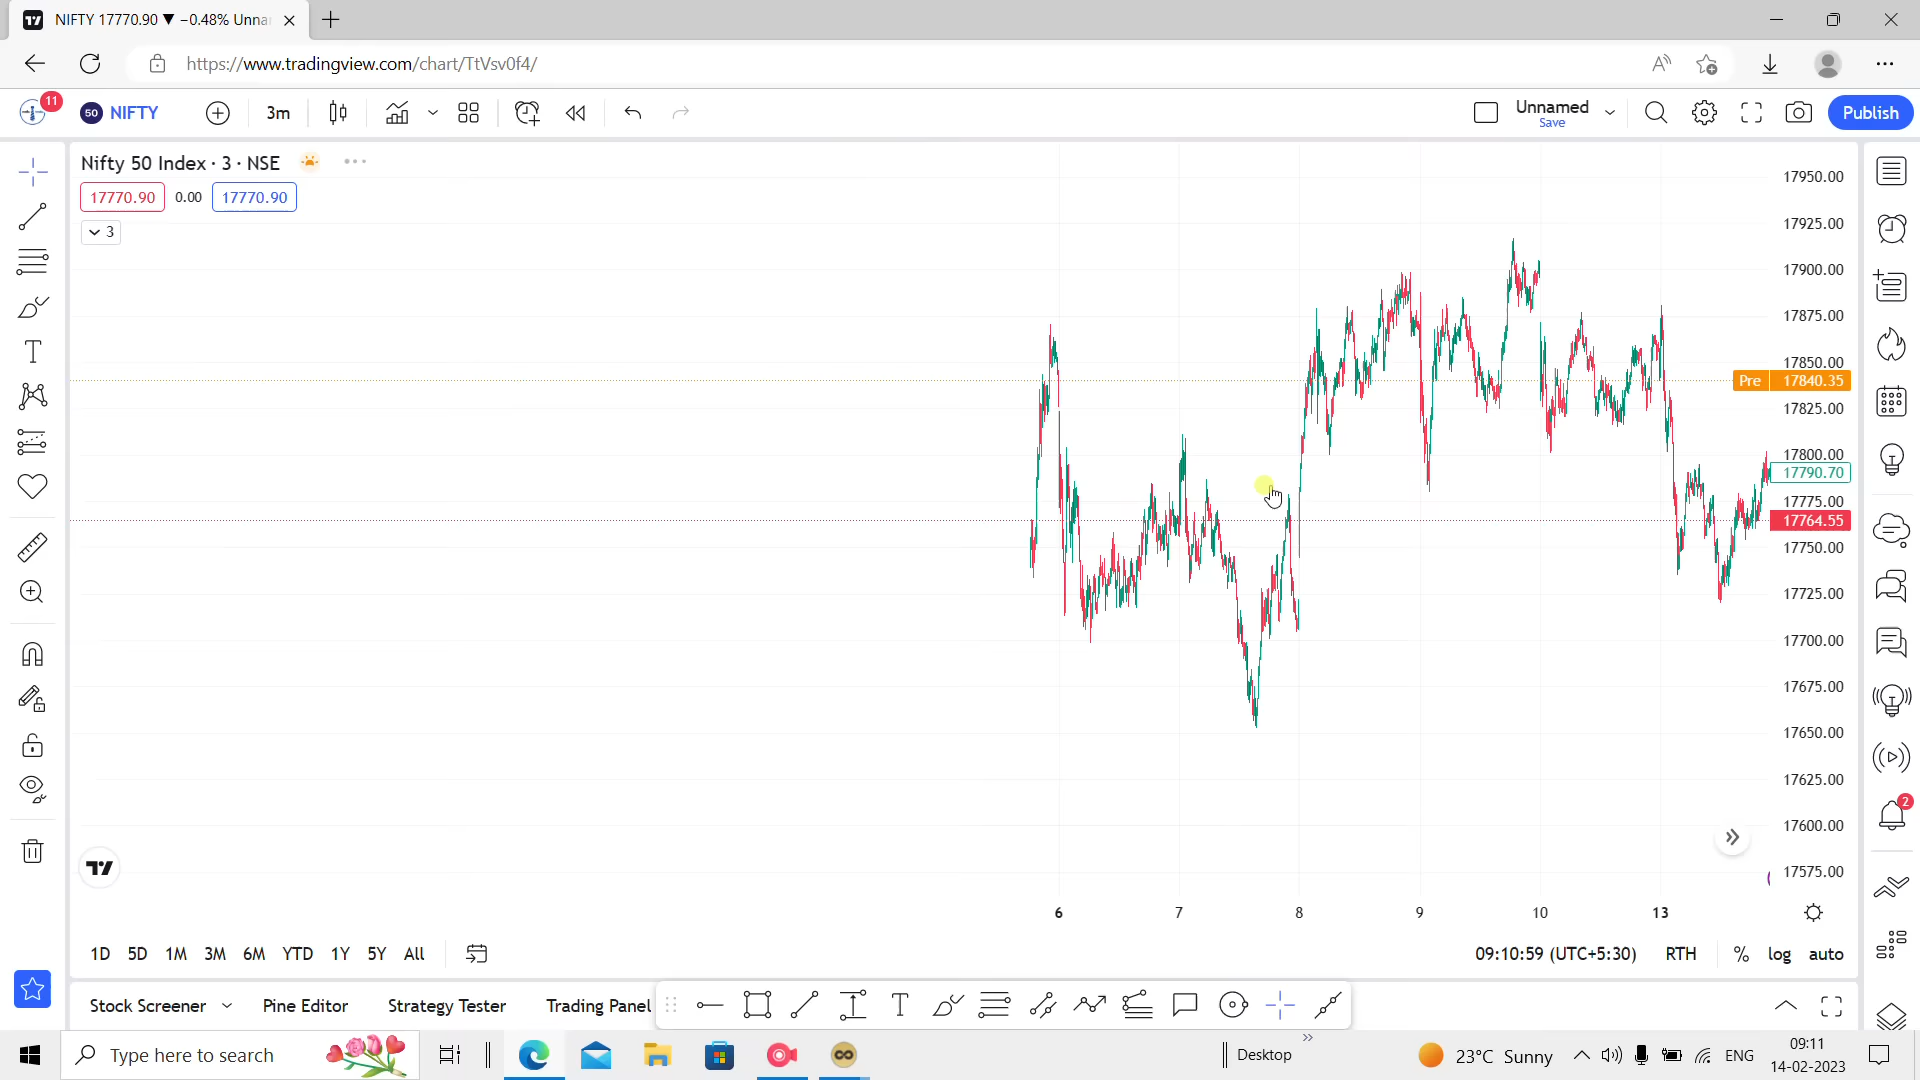 NIFTY 17770.90 ▼ −0.48% Unna
https://www.tradingview.com/chart/TtVsv0f4/
11
50 NIFTY
3m
Unnamed
Save
Publish
Nifty 50 Index · 3 · NSE
17770.90
0.00
17770.90
3
17950.00
17925.00
17900.00
17875.00
17850.00
Pre 17840.35
17825.00
17800.00
17790.70
17775.00
17764.55
17750.00
17725.00
17700.00
17675.00
17650.00
17625.00
17600.00
17575.00
2
6
7
8
9
10
13
1D
5D
1M
3M
6M
YTD
1Y
5Y
All
09:10:59 (UTC+5:30)
RTH
%
log
auto
Stock Screener
Pine Editor
Strategy Tester
Trading Panel
Type here to search
Desktop
23°C Sunny
ENG
09:11
14-02-2023